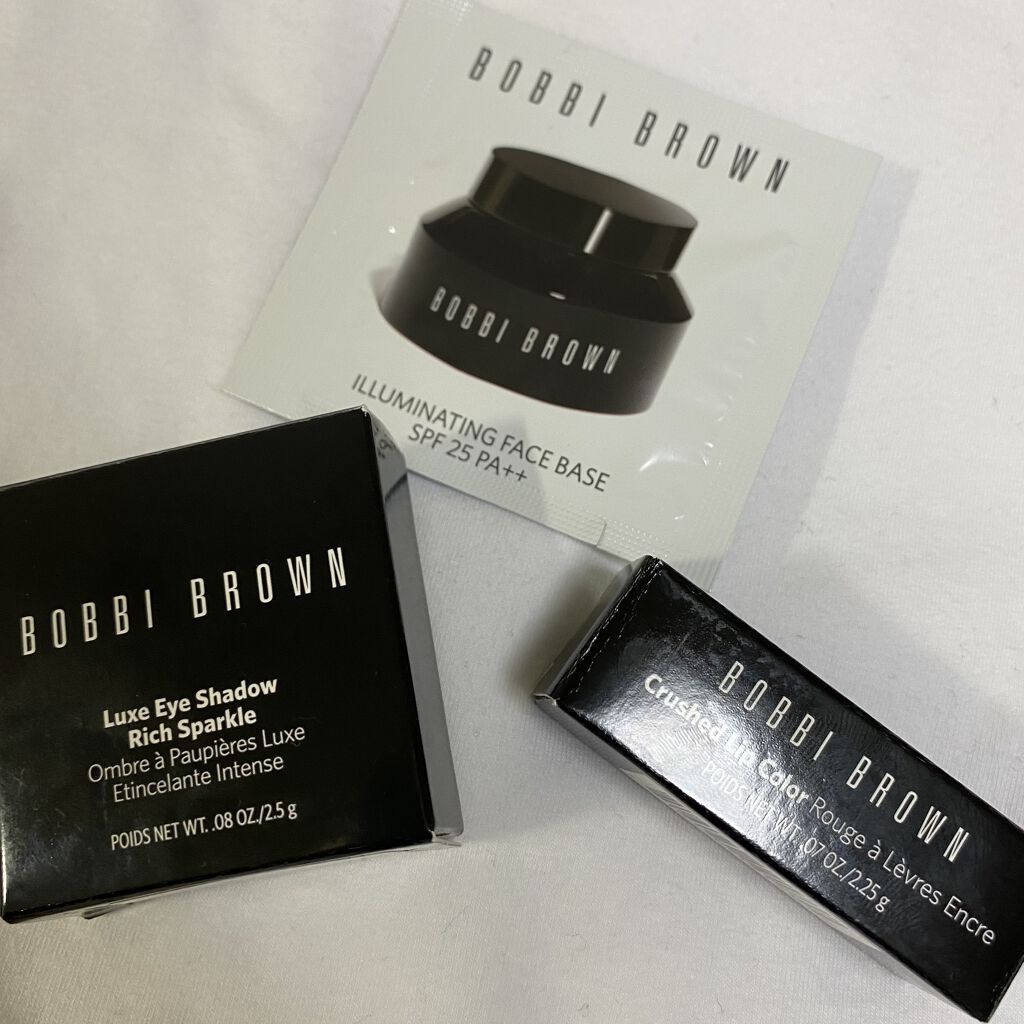 BOBBI BROWN
BOBBI BROWN
ILLUMINATING FACE BASE
SPF 25 PA++
BOBBI BROWN
Luxe Eye Shadow
Rich Sparkle
Ombre à Paupières Luxe
Etincelante Intense
POIDS NET WT. .08 OZ./2.5 g
BOBBI BROWN
Crushed Lip Color Rouge à Lèvres Encre
POIDS NET WT. .07 OZ./2.25 g